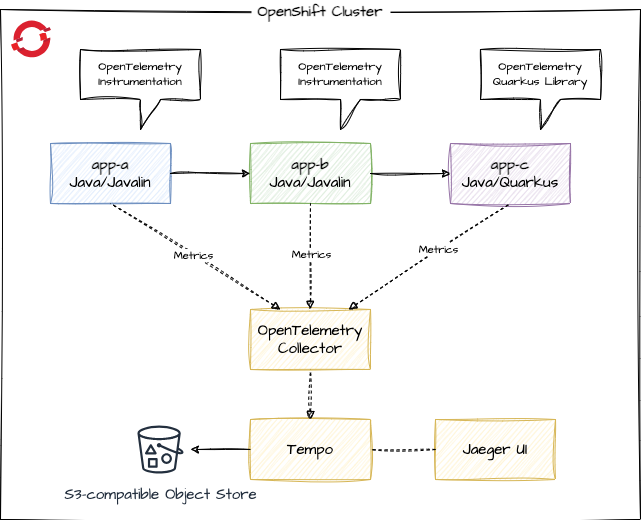 OpenShift Cluster
OpenTelemetry
Instrumentation
OpenTelemetry
Instrumentation
OpenTelemetry
Quarkus Library
app-a
Java/Javalin
app-b
Java/Javalin
app-c
Java/Quarkus
Metrics
Metrics
Metrics
OpenTelemetry
Collector
Tempo
Jaeger UI
S3-compatible Object Store